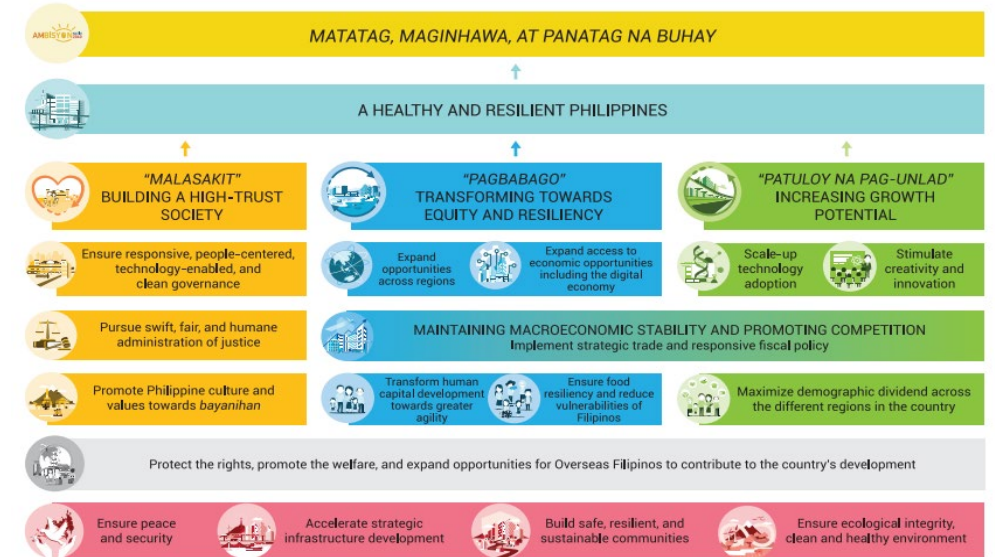 AMBISYON
MATATAG, MAGINHAWA, AT PANATAG NA BUHAY
A HEALTHY AND RESILIENT PHILIPPINES
“MALASAKIT”
BUILDING A HIGH-TRUST
SOCIETY
Ensure responsive, people-centered,
technology-enabled, and
clean governance
Pursue swift, fair, and humane
administration of justice
Promote Philippine culture and
values towards bayanihan
“PAGBABAGO”
TRANSFORMING TOWARDS
EQUITY AND RESILIENCY
Expand
opportunities
across regions
Expand access to
economic opportunities
including the digital
economy
“PATULOY NA PAG-UNLAD”
INCREASING GROWTH
POTENTIAL
Scale-up
technology
adoption
Stimulate
creativity and
innovation
MAINTAINING MACROECONOMIC STABILITY AND PROMOTING COMPETITION
Implement strategic trade and responsive fiscal policy
Transform human
capital development
towards greater
agility
Ensure food
resiliency and reduce
vulnerabilities of
Filipinos
Maximize demographic dividend across
the different regions in the country
Protect the rights, promote the welfare, and expand opportunities for Overseas Filipinos to contribute to the country’s development
Ensure peace
and security
Accelerate strategic
infrastructure development
Build safe, resilient, and
sustainable communities
Ensure ecological integrity,
clean and healthy environment